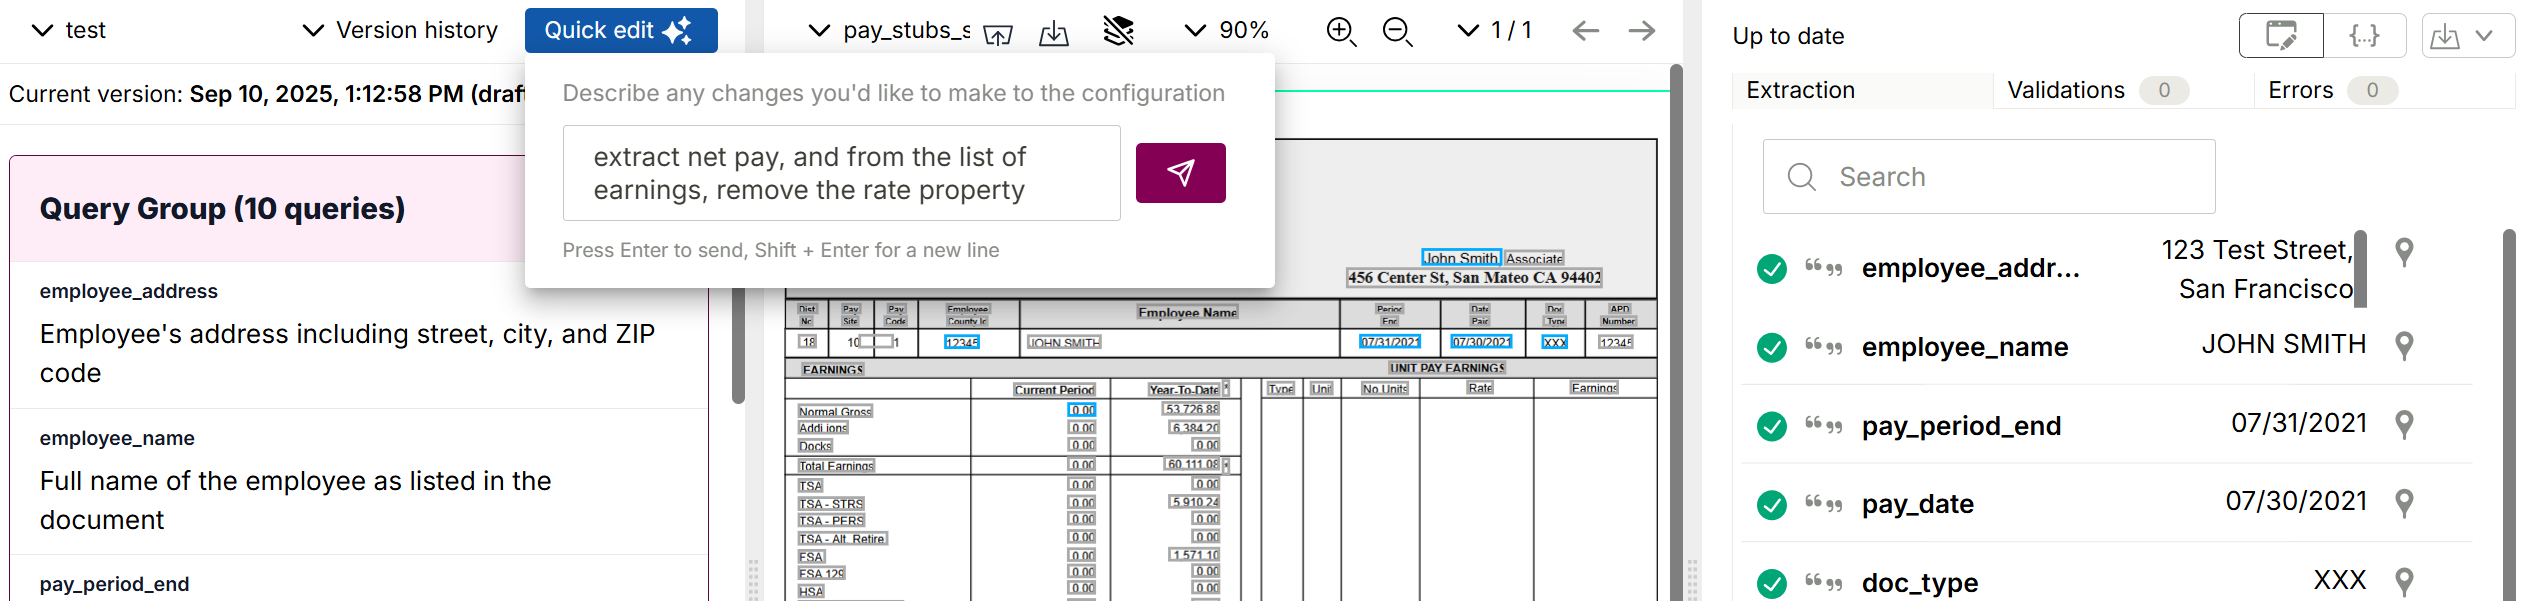 test
Version history
Quick edit
pay_stubs_s
90%
1 / 1
Up to date
{...}
Current version: Sep 10, 2025, 1:12:58 PM (draf
Describe any changes you'd like to make to the configuration
extract net pay, and from the list of
earnings, remove the rate property
Press Enter to send, Shift + Enter for a new line
Query Group (10 queries)
employee_address
Employee's address including street, city, and ZIP
code
employee_name
Full name of the employee as listed in the
document
pay_period_end
John Smith, Associate
456 Center St, San Mateo CA 94402
Dist. Pay Pay Employee Employee Name Period Date Doc APD
No Site Code County Id End Paid Type Number
18 10 1 12345 JOHN SMITH 07/31/2021 07/30/2021 XXX 12345
EARNINGS UNIT PAY EARNINGS
Current Period Year-To-Date Type Unit No.Units Rate Earnings
Normal Gross 0.00 53,726.88
Addi ions 0.00 6,384.20
Docks 0.00 0.00
Total Earnings 0.00 60,111.08
TSA 0.00 0.00
TSA - STRS 0.00 5,910.24
TSA - PERS 0.00 0.00
TSA - Alt. Retire. 0.00 0.00
FSA 0.00 1,571.10
FSA 129 0.00 0.00
HSA 0.00 0.00
Extraction
Validations 0
Errors 0
Search
employee_addr... 123 Test Street,
San Francisco
employee_name JOHN SMITH
pay_period_end 07/31/2021
pay_date 07/30/2021
doc_type XXX